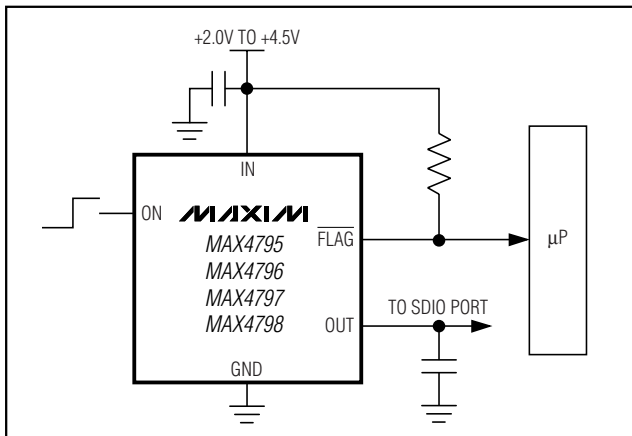 +2.0V TO +4.5V
IN
ON
MAXIM
FLAG
MAX4795
MAX4796
MAX4797
MAX4798
µP
OUT
TO SDIO PORT
GND